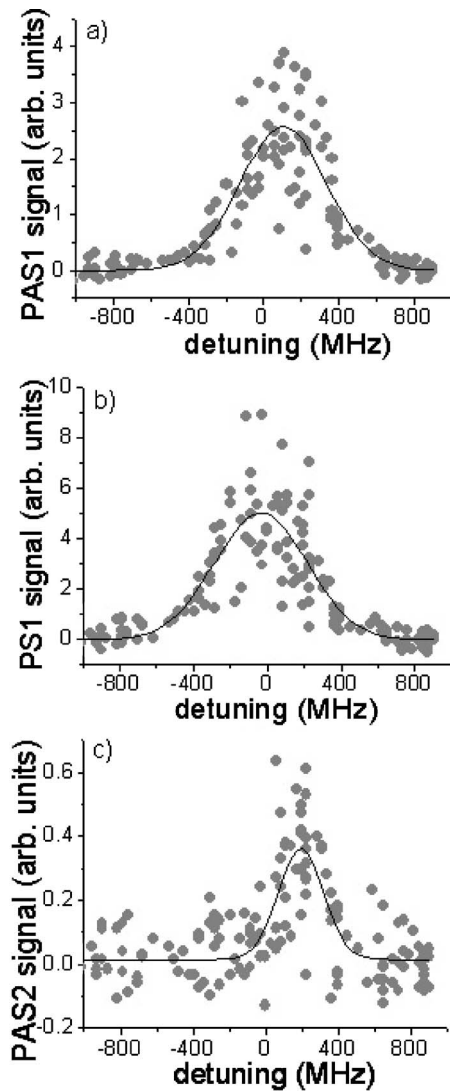 a)
PAS1 signal (arb. units)
4
3
2
1
0
-800 -400 0 400 800
detuning (MHz)
b)
PS1 signal (arb. units)
10
8
6
4
2
0
-800 -400 0 400 800
detuning (MHz)
c)
PAS2 signal (arb. units)
0.6
0.4
0.2
0.0
-0.2
-800 -400 0 400 800
detuning (MHz)